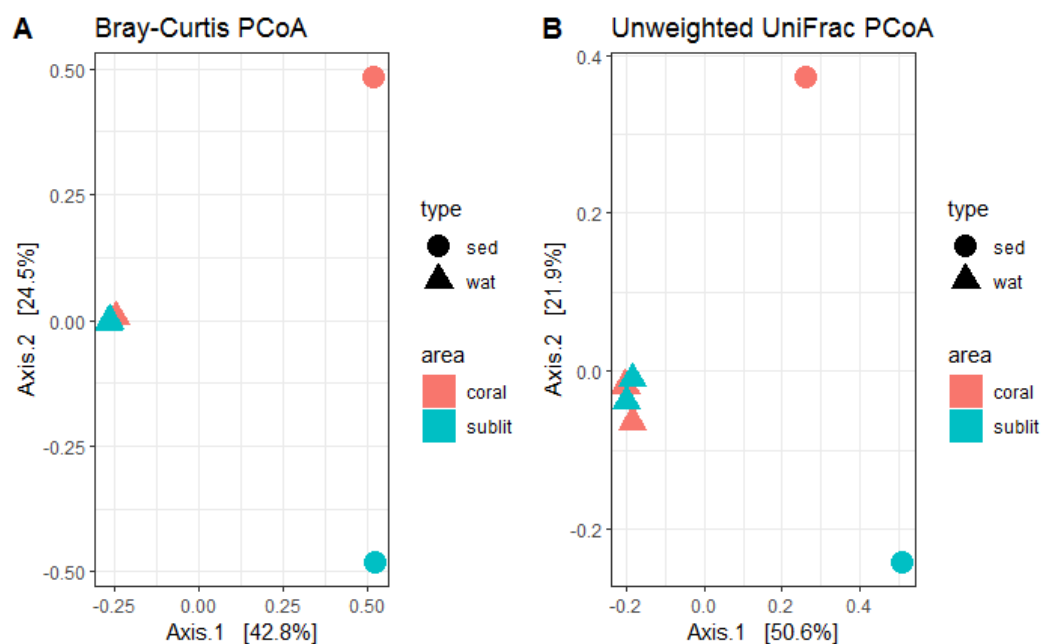 A Bray-Curtis PCoA
0.50
0.25
0.00
-0.25
-0.50
Axis.2 [24.5%]
-0.25 0.00 0.25 0.50
Axis.1 [42.8%]
type
sed
wat
area
coral
sublit
B Unweighted UniFrac PCoA
0.4
0.2
0.0
-0.2
Axis.2 [21.9%]
-0.2 0.0 0.2 0.4
Axis.1 [50.6%]
type
sed
wat
area
coral
sublit